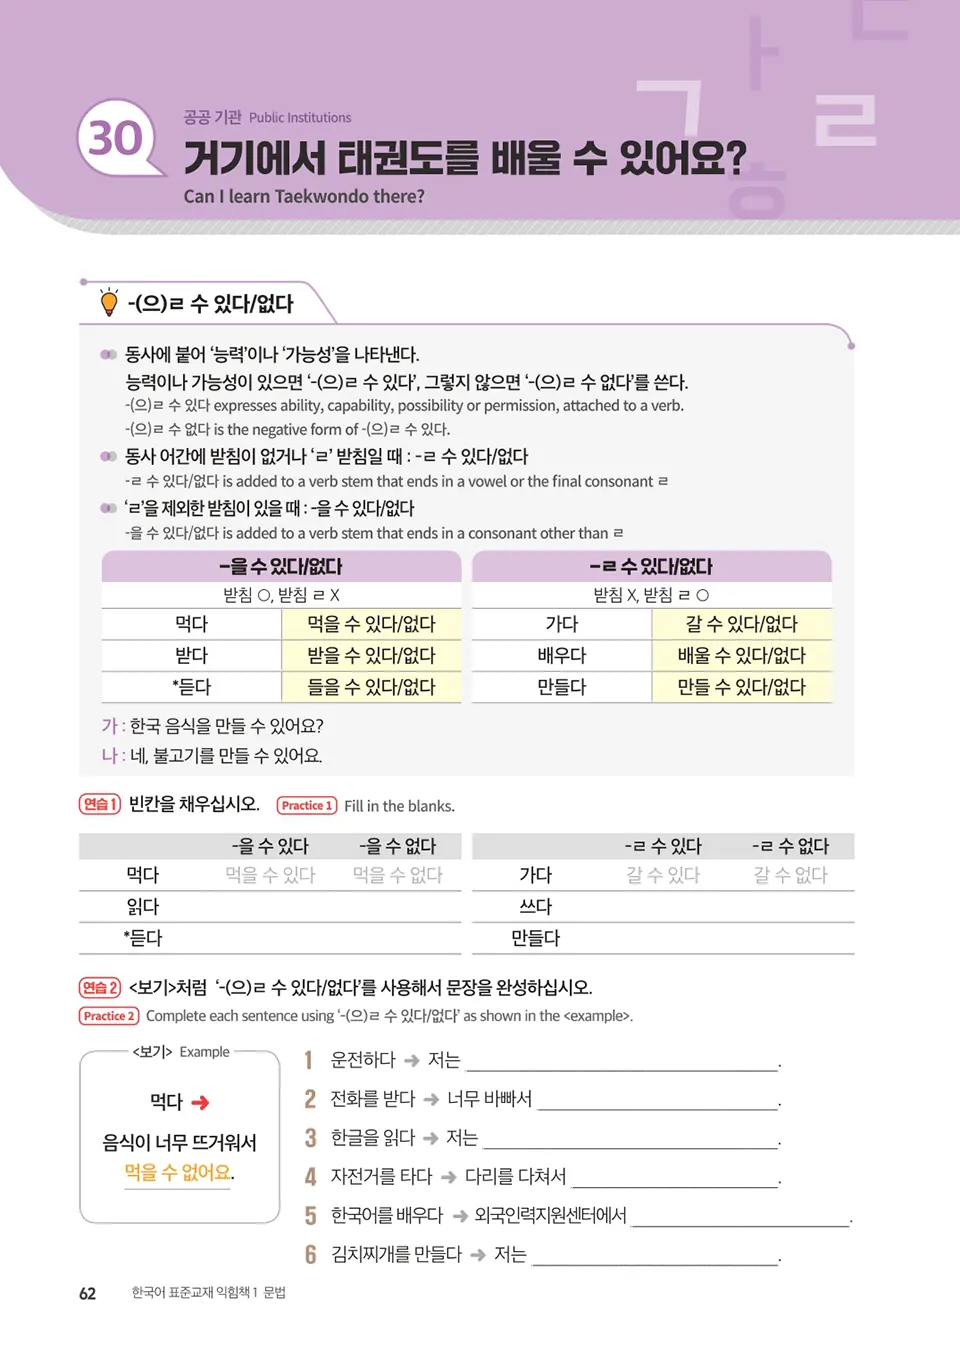 30
공공 기관 Public Institutions
거기에서 태권도를 배울 수 있어요?
Can I learn Taekwondo there?
ㄱ ㅏ ㄷ ㄹ ㅎ
-(으)ㄹ 수 있다/없다
동사에 붙어 ‘능력’이나 ‘가능성’을 나타낸다.
능력이나 가능성이 있으면 ‘-(으)ㄹ 수 있다’, 그렇지 않으면 ‘-(으)ㄹ 수 없다’를 쓴다.
-(으)ㄹ 수 있다 expresses ability, capability, possibility or permission, attached to a verb.
-(으)ㄹ 수 없다 is the negative form of -(으)ㄹ 수 있다.
동사 어간에 받침이 없거나 ‘ㄹ’ 받침일 때 : -ㄹ 수 있다/없다
-ㄹ 수 있다/없다 is added to a verb stem that ends in a vowel or the final consonant ㄹ
‘ㄹ’을 제외한 받침이 있을 때 : -을 수 있다/없다
-을 수 있다/없다 is added to a verb stem that ends in a consonant other than ㄹ
-을 수 있다/없다 -ㄹ 수 있다/없다
받침 ○, 받침 ㄹ X 받침 X, 받침 ㄹ ○
먹다 먹을 수 있다/없다 가다 갈 수 있다/없다
받다 받을 수 있다/없다 배우다 배울 수 있다/없다
*듣다 들을 수 있다/없다 만들다 만들 수 있다/없다
가 : 한국 음식을 만들 수 있어요?
나 : 네, 불고기를 만들 수 있어요.
연습 1 빈칸을 채우십시오. Practice 1 Fill in the blanks.
-을 수 있다 -을 수 없다 -ㄹ 수 있다 -ㄹ 수 없다
먹다 먹을 수 있다 먹을 수 없다 가다 갈 수 있다 갈 수 없다
읽다 쓰다
*듣다 만들다
연습 2 <보기>처럼 ‘-(으)ㄹ 수 있다/없다’를 사용해서 문장을 완성하십시오.
Practice 2 Complete each sentence using ‘-(으)ㄹ 수 있다/없다’ as shown in the <example>.
<보기> Example
먹다 ➜
음식이 너무 뜨거워서
먹을 수 없어요.
1 운전하다 ➜ 저는 .
2 전화를 받다 ➜ 너무 바빠서 .
3 한글을 읽다 ➜ 저는 .
4 자전거를 타다 ➜ 다리를 다쳐서 .
5 한국어를 배우다 ➜ 외국인력지원센터에서 .
6 김치찌개를 만들다 ➜ 저는 .
62 한국어 표준교재 익힘책 1 문법